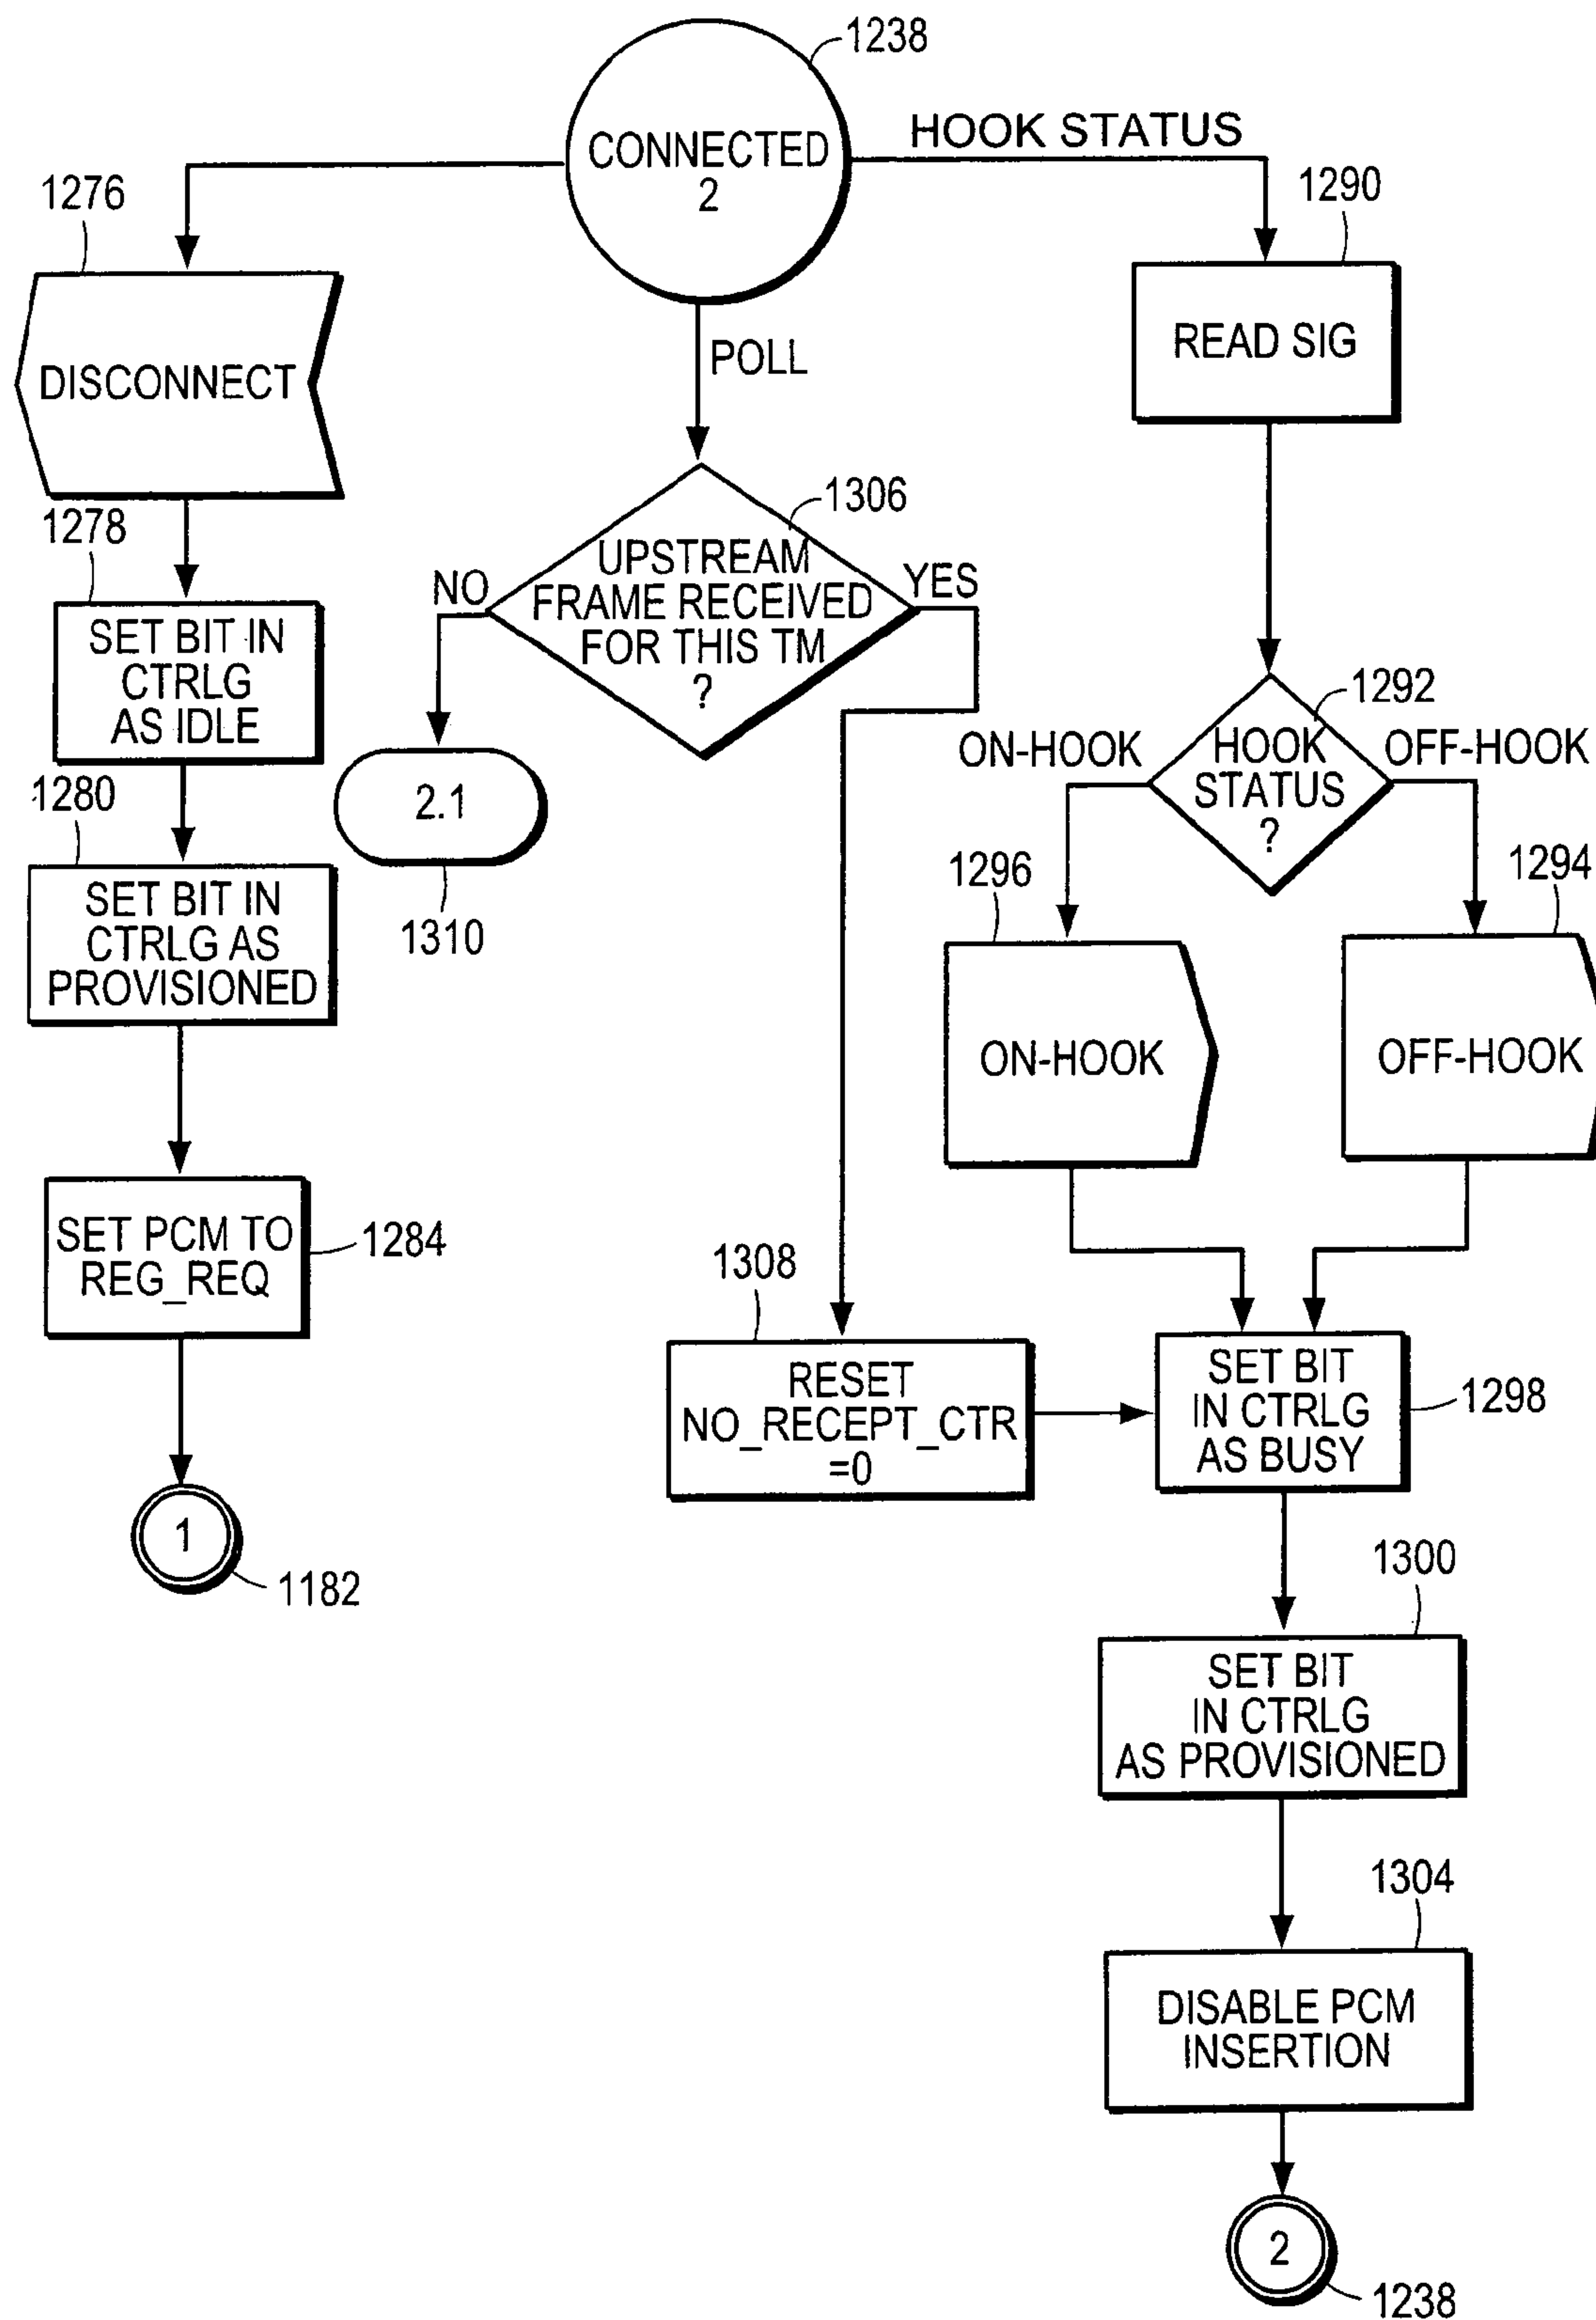 1238
CONNECTED
2
HOOK STATUS
1276
1290
DISCONNECT
POLL
READ SIG
1278
1306
UPSTREAM
FRAME RECEIVED
FOR THIS TM
?
NO
YES
SET BIT IN
CTRLG
AS IDLE
1292
HOOK
STATUS
?
ON-HOOK
OFF-HOOK
1280
2.1
1310
SET BIT IN
CTRLG AS
PROVISIONED
1296
1294
ON-HOOK
OFF-HOOK
SET PCM TO
REG_REQ
1284
1308
RESET
NO_RECEPT_CTR
=0
SET BIT
IN CTRLG
AS BUSY
1298
1
1182
1300
SET BIT
IN CTRLG
AS PROVISIONED
1304
DISABLE PCM
INSERTION
2
1238